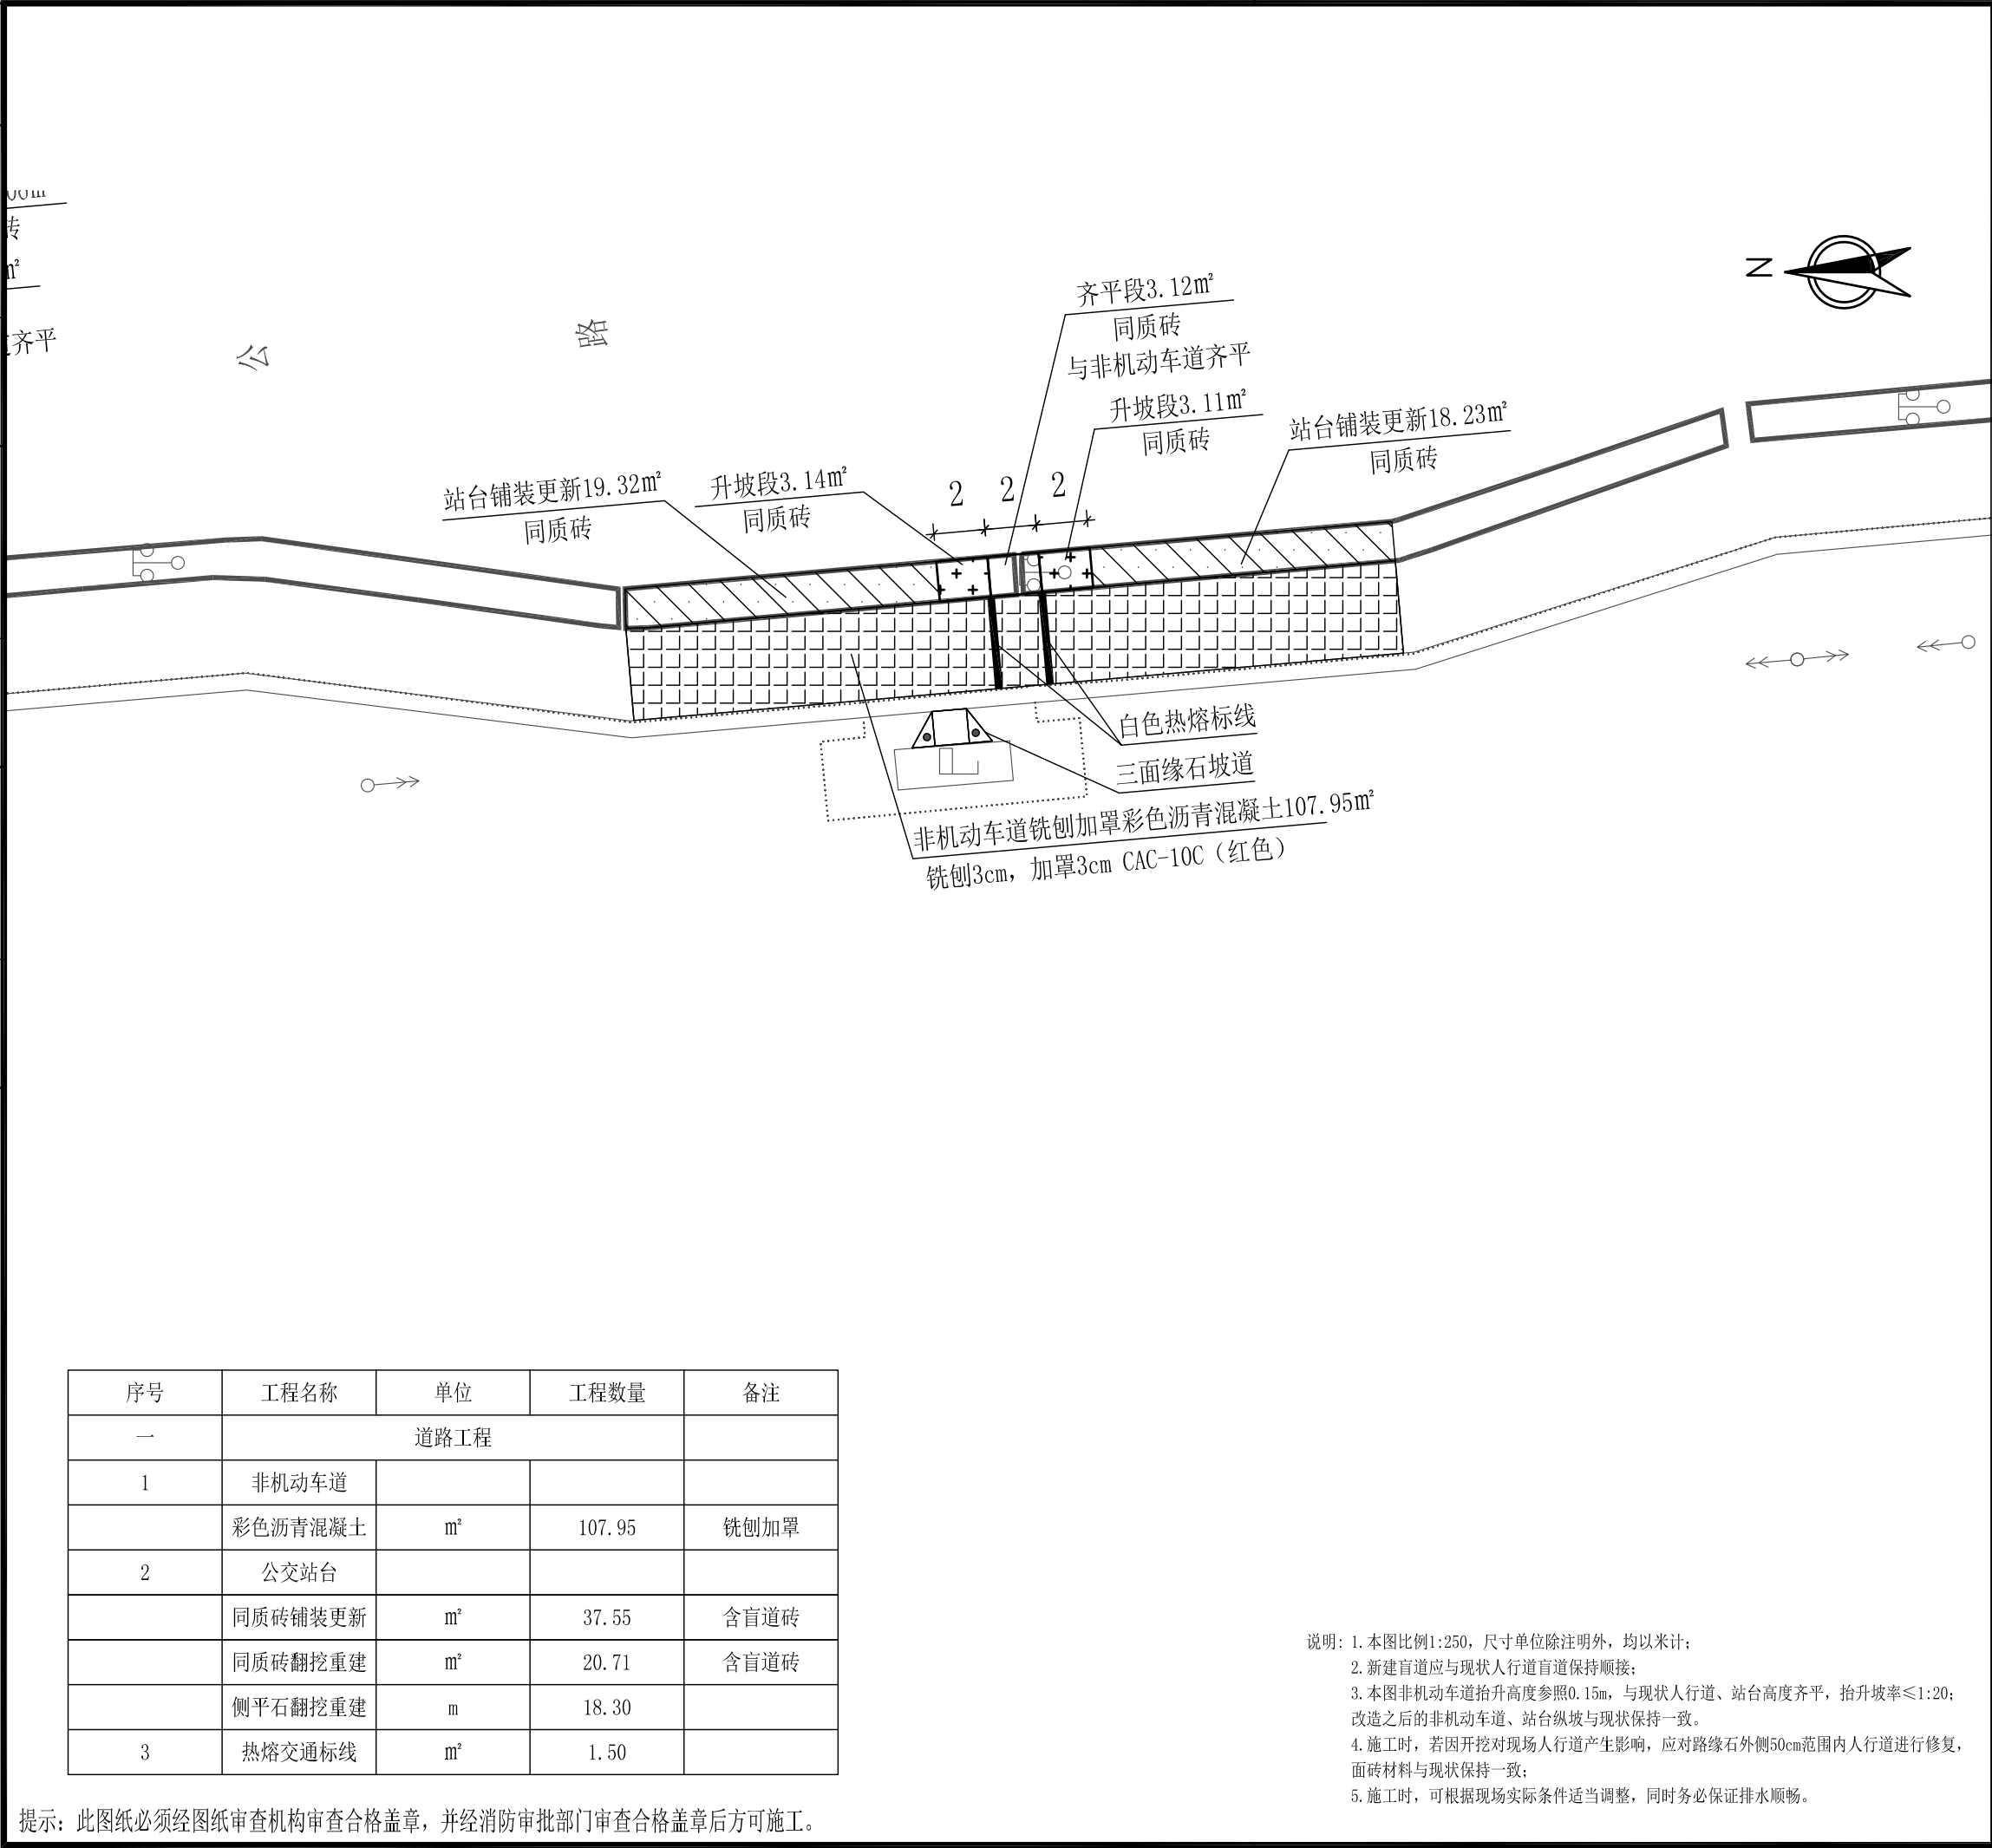 砖
m²
齐平
公
路
N
齐平段3.12m²
同质砖
与非机动车道齐平
升坡段3.11m²
同质砖
站台铺装更新18.23m²
同质砖
站台铺装更新19.32m²
同质砖
升坡段3.14m²
同质砖
2 2 2
白色热熔标线
三面缘石坡道
非机动车道铣刨加罩彩色沥青混凝土107.95m²
铣刨3cm，加罩3cm CAC-10C（红色）
序号 工程名称 单位 工程数量 备注
一 道路工程
1 非机动车道
彩色沥青混凝土 m² 107.95 铣刨加罩
2 公交站台
同质砖铺装更新 m² 37.55 含盲道砖
同质砖翻挖重建 m² 20.71 含盲道砖
侧平石翻挖重建 m 18.30
3 热熔交通标线 m² 1.50
说明: 1.本图比例1:250，尺寸单位除注明外，均以米计；
2.新建盲道应与现状人行道盲道保持顺接；
3.本图非机动车道抬升高度参照0.15m，与现状人行道、站台高度齐平，抬升坡率≤1:20；
改造之后的非机动车道、站台纵坡与现状保持一致。
4.施工时，若因开挖对现场人行道产生影响，应对路缘石外侧50cm范围内人行道进行修复，
面砖材料与现状保持一致；
5.施工时，可根据现场实际条件适当调整，同时务必保证排水顺畅。
提示: 此图纸必须经图纸审查机构审查合格盖章，并经消防审批部门审查合格盖章后方可施工。